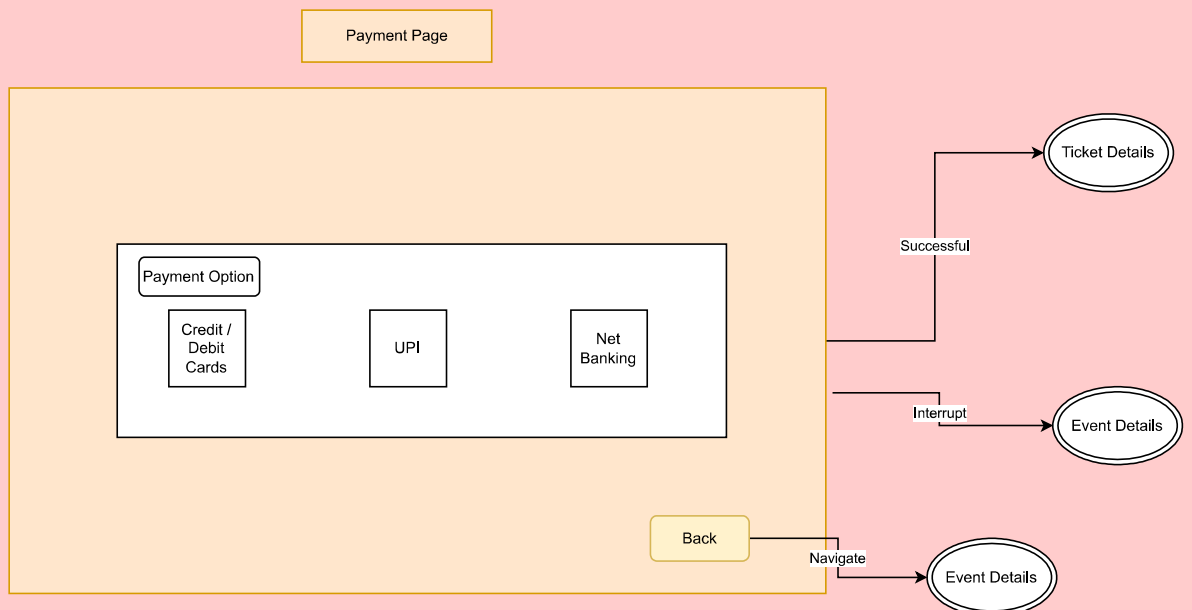 Payment Page
Ticket Details
Successful
Payment Option
Credit /
Debit
Cards
UPI
Net
Banking
Interrupt
Event Details
Back
Navigate
Event Details